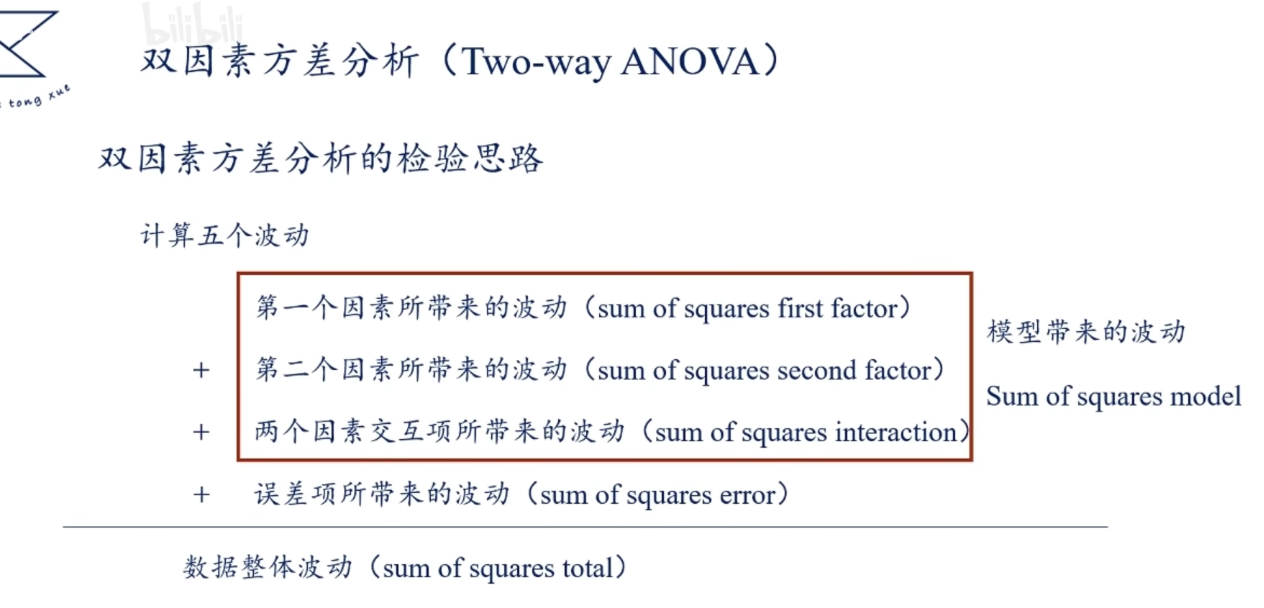 bilibili
双因素方差分析（Two-way ANOVA）
tong xue
双因素方差分析的检验思路
计算五个波动
第一个因素所带来的波动（sum of squares first factor）
+ 第二个因素所带来的波动（sum of squares second factor）
+ 两个因素交互项所带来的波动（sum of squares interaction）
模型带来的波动
Sum of squares model
+ 误差项所带来的波动（sum of squares error）
数据整体波动（sum of squares total）